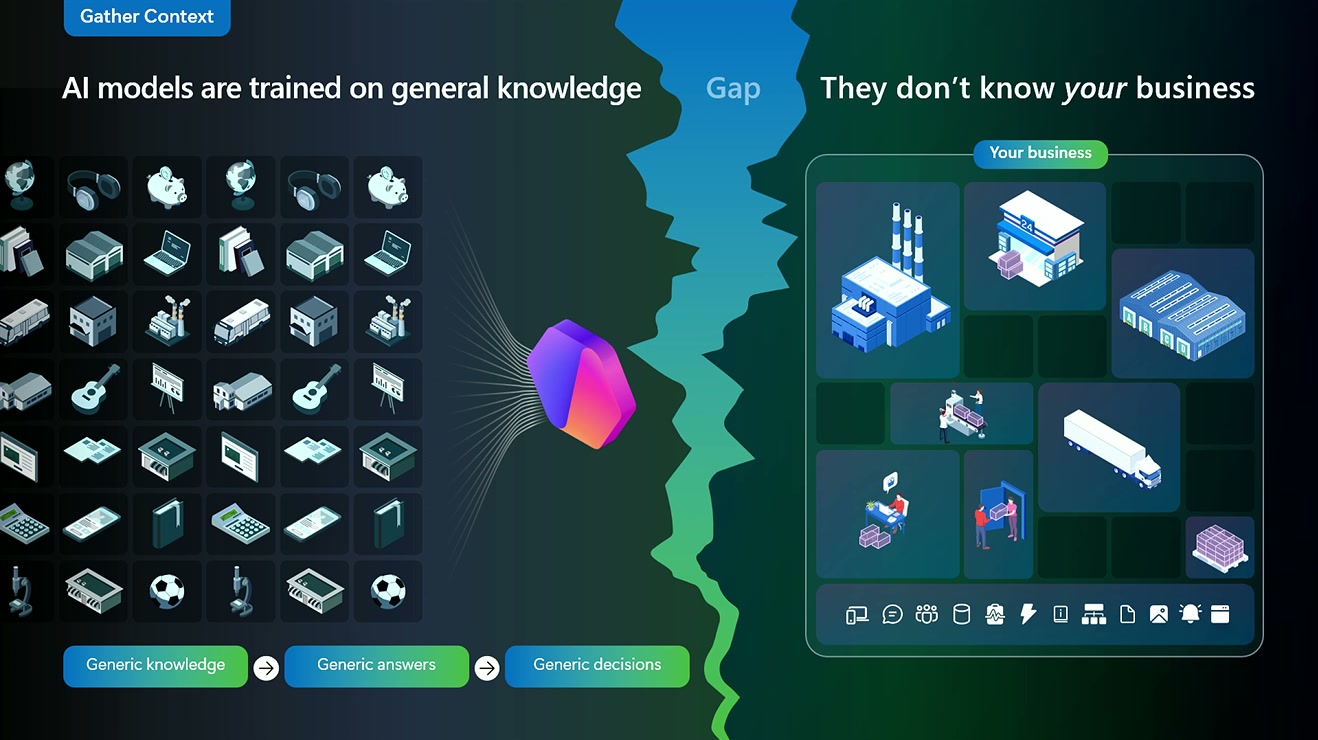 Gather Context
AI models are trained on general knowledge
Gap
They don't know your business
Your business
24
A B C D
Generic knowledge
Generic answers
Generic decisions